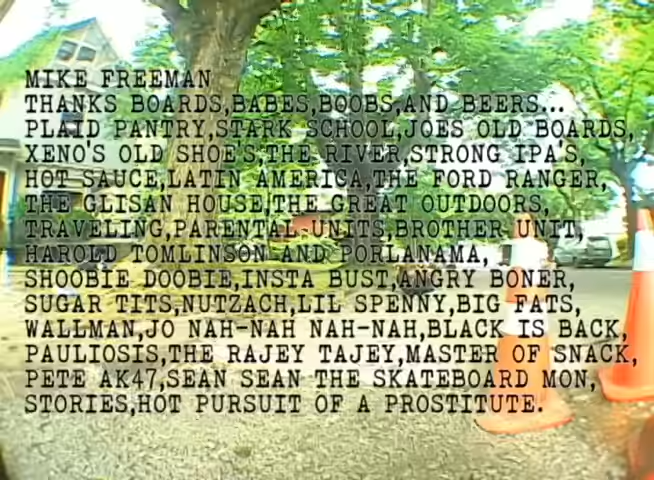 MIKE FREEMAN
THANKS BOARDS,BABES,BOOBS,AND BEERS...
PLAID PANTRY,STARK SCHOOL,JOES OLD BOARDS,
XENO'S OLD SHOE'S,THE RIVER,STRONG IPA'S,
HOT SAUCE,LATIN AMERICA,THE FORD RANGER,
THE GLISAN HOUSE,THE GREAT OUTDOORS,
TRAVELING,PARENTAL-UNITS,BROTHER UNIT,
HAROLD TOMLINSON AND PORLANAMA,
SHOOBIE DOOBIE,INSTA BUST,ANGRY BONER,
SUGAR TITS,NUTZACH,LIL SPENNY,BIG FATS,
WALLMAN,JO NAH-NAH NAH-NAH,BLACK IS BACK,
PAULIOSIS,THE RAJEY TAJEY,MASTER OF SNACK,
PETE AK47,SEAN SEAN THE SKATEBOARD MON,
STORIES,HOT PURSUIT OF A PROSTITUTE.